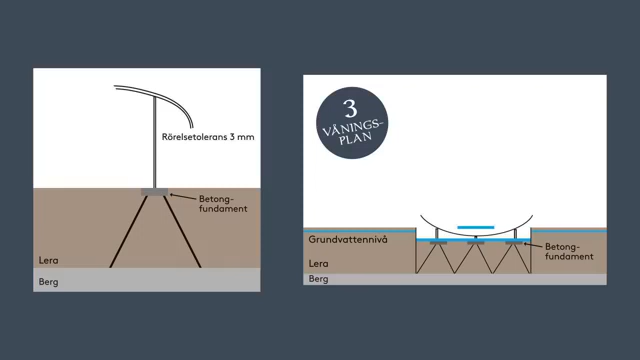 Rörelsetolerans 3 mm
Betong-
fundament
Lera
Berg
3
VÅNINGS-
PLAN
Grundvattennivå
Betong-
fundament
Lera
Berg